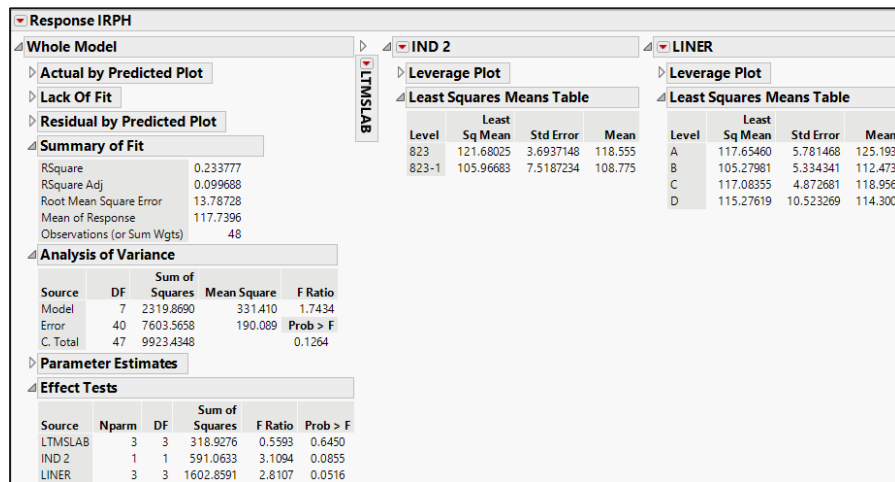 Response IRPH
Whole Model
Actual by Predicted Plot
Lack Of Fit
Residual by Predicted Plot
Summary of Fit
RSquare 0.233777
RSquare Adj 0.099688
Root Mean Square Error 13.78728
Mean of Response 117.7396
Observations (or Sum Wgts) 48
Analysis of Variance
Sum of
Source DF Squares Mean Square F Ratio
Model 7 2319.8690 331.410 1.7434
Error 40 7603.5658 190.089 Prob > F
C. Total 47 9923.4348 0.1264
Parameter Estimates
Effect Tests
Sum of
Source Nparm DF Squares F Ratio Prob > F
LTMSLAB 3 3 318.9276 0.5593 0.6450
IND 2 1 1 591.0633 3.1094 0.0855
LINER 3 3 1602.8591 2.8107 0.0516
LTMSLAB
IND 2
Leverage Plot
Least Squares Means Table
Least
Level Sq Mean Std Error Mean
823 121.68025 3.6937148 118.555
823-1 105.96683 7.5187234 108.775
LINER
Leverage Plot
Least Squares Means Table
Least
Level Sq Mean Std Error Mean
A 117.65460 5.781468 125.193
B 105.27981 5.334341 112.473
C 117.08355 4.872681 118.956
D 115.27619 10.523269 114.300